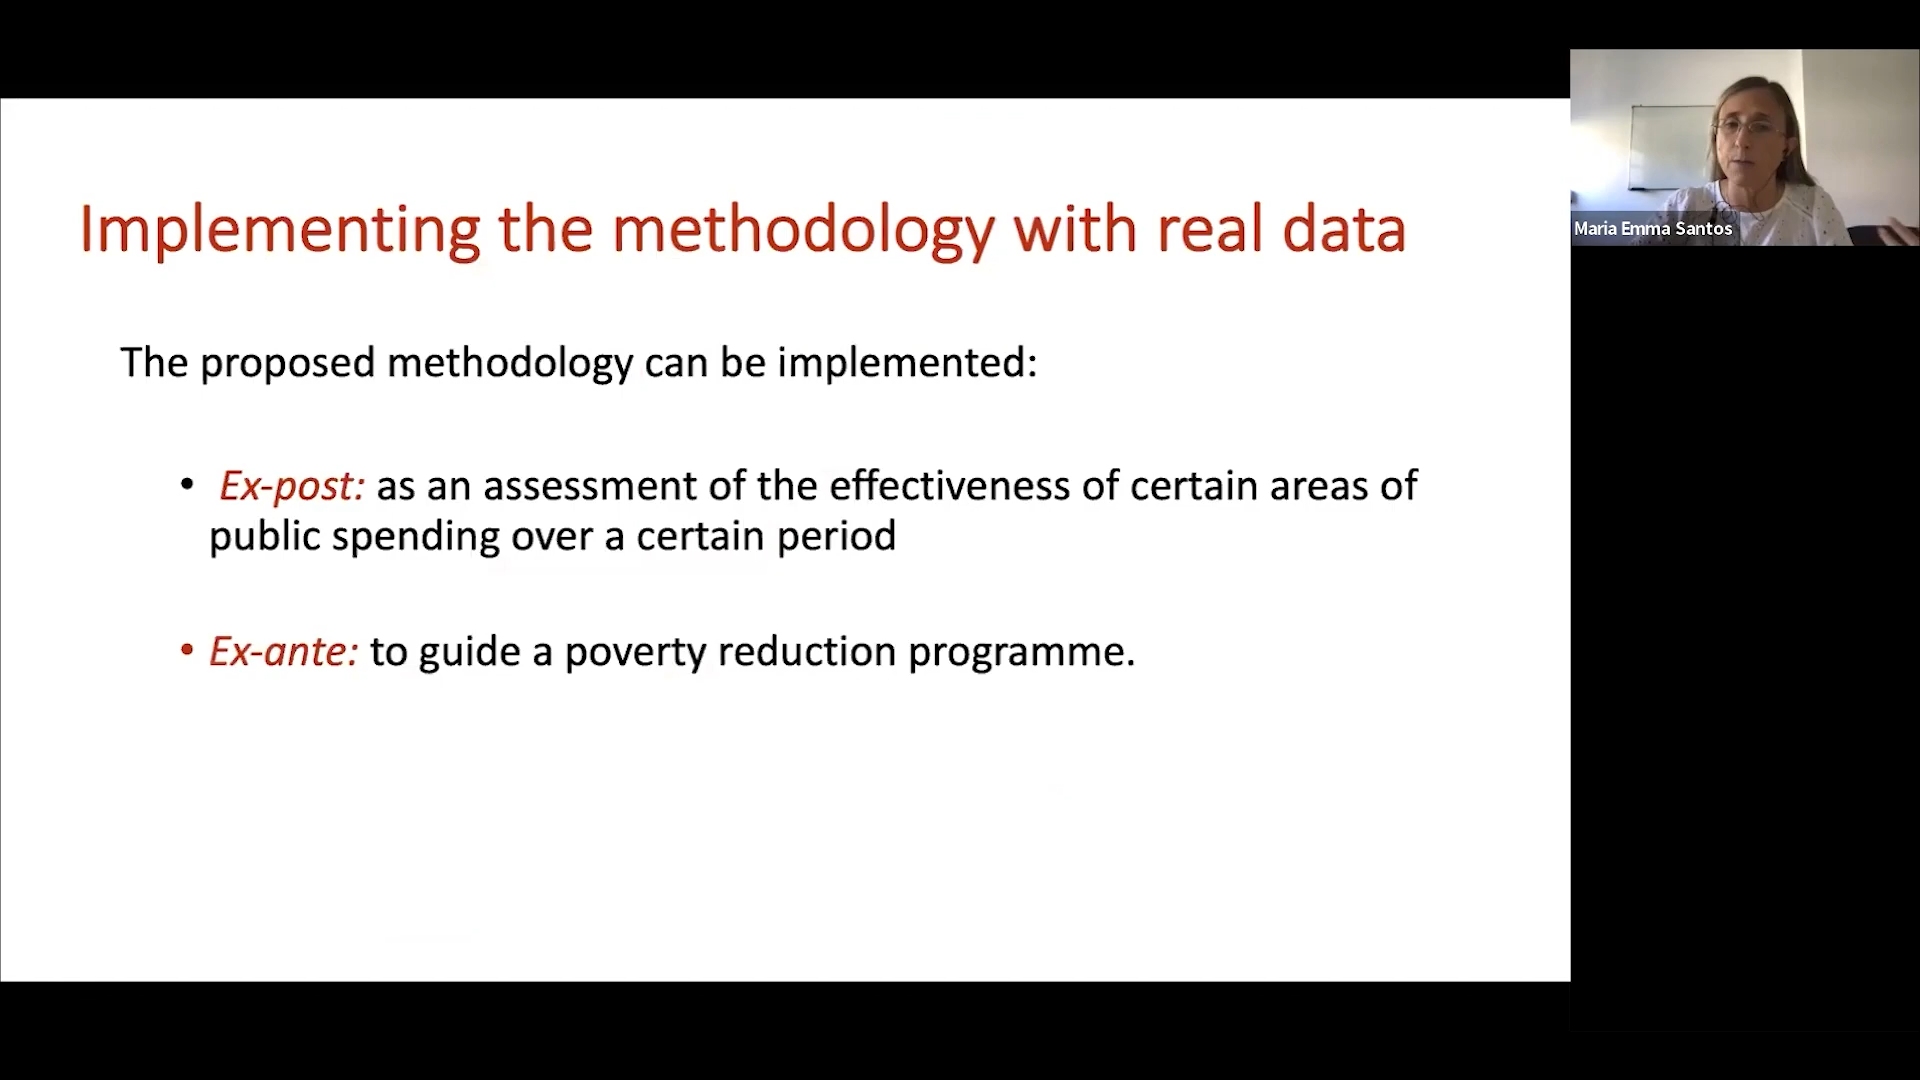 Implementing the methodology with real data
The proposed methodology can be implemented:
• Ex-post: as an assessment of the effectiveness of certain areas of
public spending over a certain period
• Ex-ante: to guide a poverty reduction programme.
Maria Emma Santos